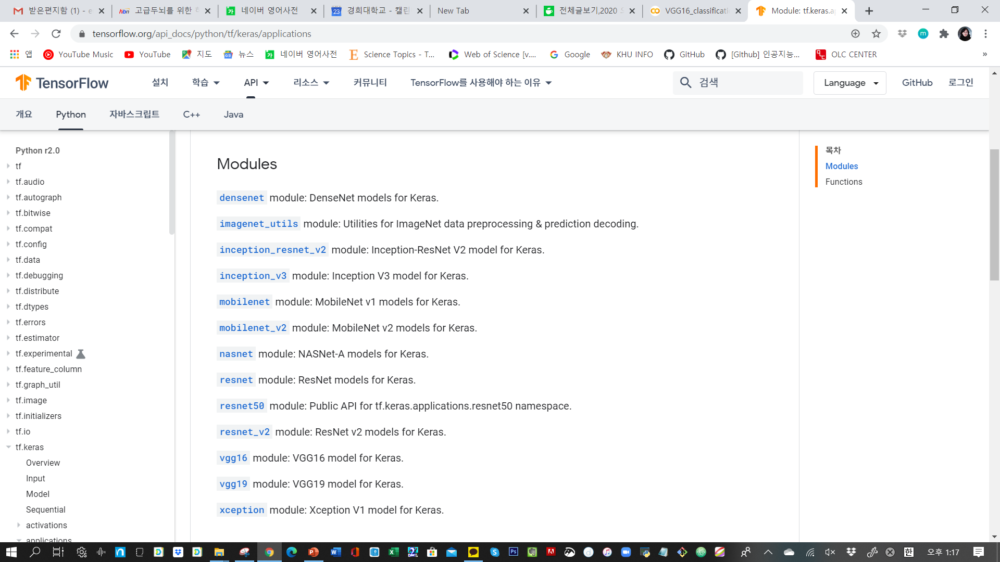 받은편지함 (1) - e
hbn 고급두뇌를 위한
네이버 영어사전
23 경희대학교 - 캘린
New Tab
전체글보기,2020
VGG16_classificati
Module: tf.keras.ap
tensorflow.org/api_docs/python/tf/keras/applications
m
앱
YouTube Music
YouTube
지도
뉴스
네이버 영어사전
Science Topics - T...
Web of Science [v....
Google
KHU INFO
GitHub
[Github] 인공지능...
OLC CENTER
»
TensorFlow
설치
학습
API
리소스
커뮤니티
TensorFlow를 사용해야 하는 이유
검색
Language
GitHub
로그인
개요
Python
자바스크립트
C++
Java
Python r2.0
tf
tf.audio
tf.autograph
tf.bitwise
tf.compat
tf.config
tf.data
tf.debugging
tf.distribute
tf.dtypes
tf.errors
tf.estimator
tf.experimental
tf.feature_column
tf.graph_util
tf.image
tf.initializers
tf.io
tf.keras
Overview
Input
Model
Sequential
activations
applications
Modules
densenet module: DenseNet models for Keras.
imagenet_utils module: Utilities for ImageNet data preprocessing & prediction decoding.
inception_resnet_v2 module: Inception-ResNet V2 model for Keras.
inception_v3 module: Inception V3 model for Keras.
mobilenet module: MobileNet v1 models for Keras.
mobilenet_v2 module: MobileNet v2 models for Keras.
nasnet module: NASNet-A models for Keras.
resnet module: ResNet models for Keras.
resnet50 module: Public API for tf.keras.applications.resnet50 namespace.
resnet_v2 module: ResNet v2 models for Keras.
vgg16 module: VGG16 model for Keras.
vgg19 module: VGG19 model for Keras.
xception module: Xception V1 model for Keras.
목차
Modules
Functions
한
오후 1:17